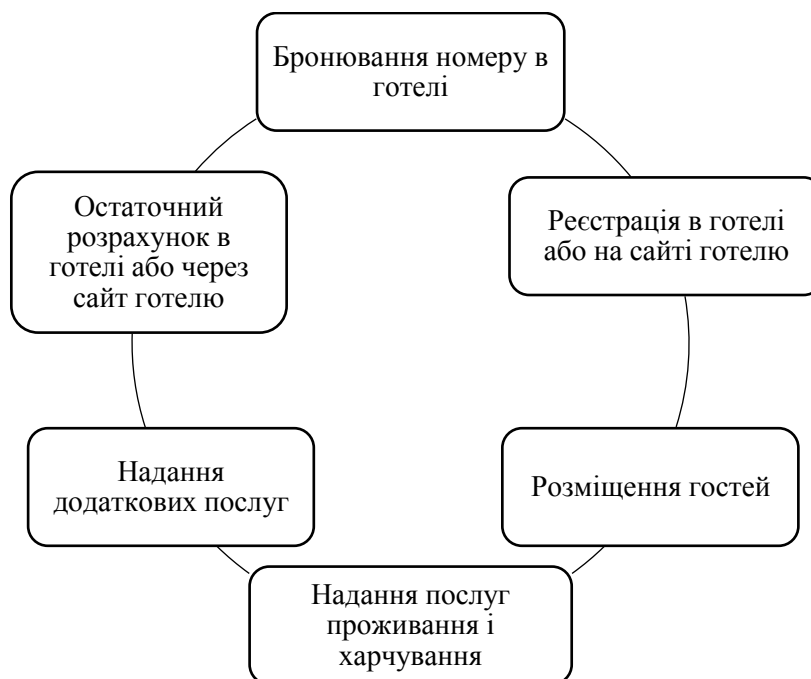 Бронювання номеру в
готелі
Реєстрація в готелі
або на сайті готелю
Розміщення гостей
Надання послуг
проживання і
харчування
Надання
додаткових послуг
Остаточний
розрахунок в
готелі або через
сайт готелю